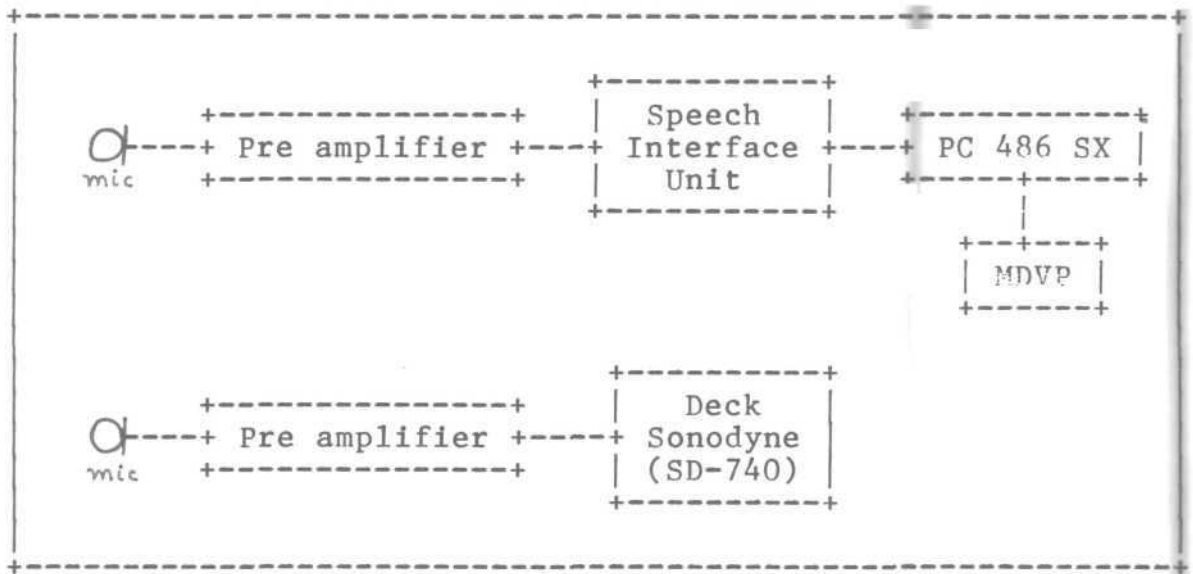 Speech
Pre amplifier Interface PC 486 SX
mic Unit
MDVP
Deck
Pre amplifier Sonodyne
mic (SD-740)